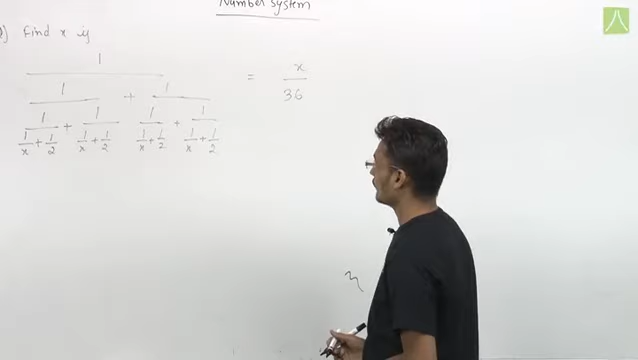 Number System
) Find x if
1
1 + 1 = x/36
1 + 1 1 + 1
1/x + 1/2 1/x + 1/2 1/x + 1/2 1/x + 1/2